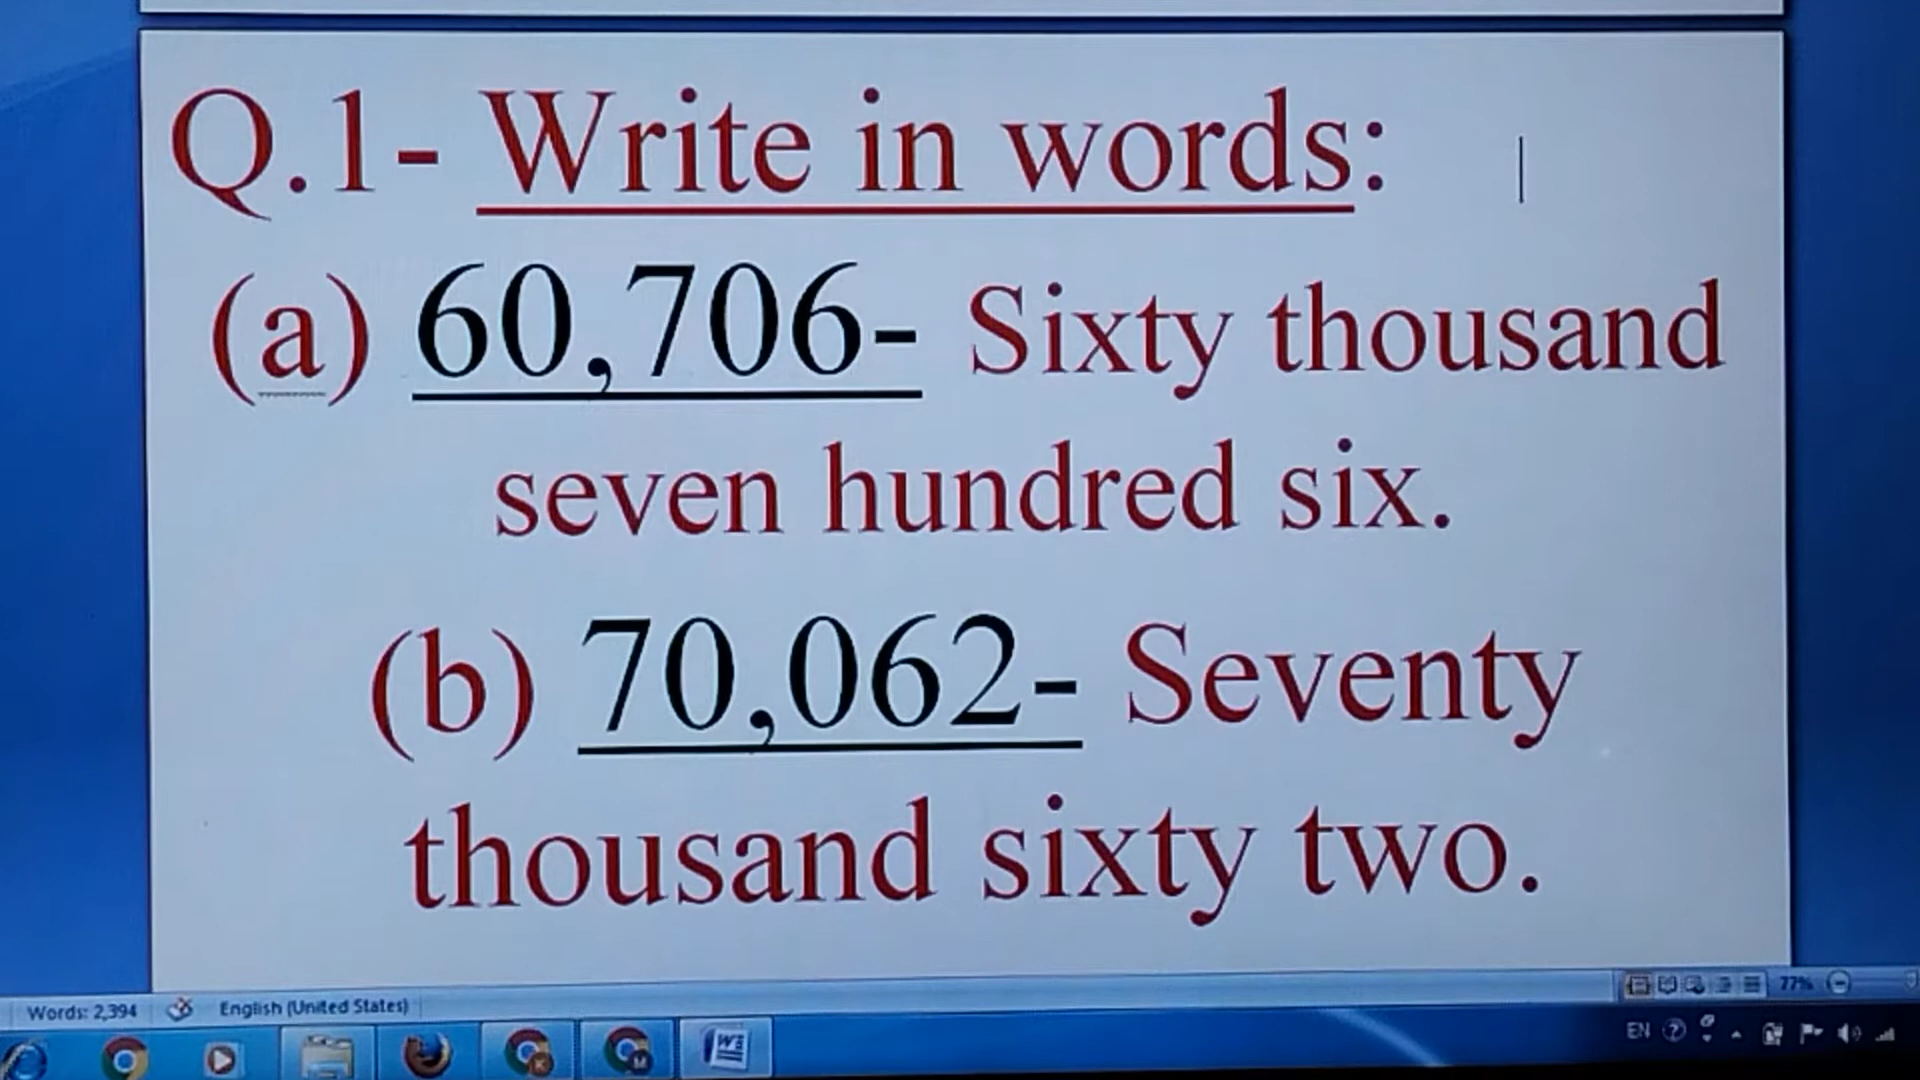 Q.1- Write in words:
(a) 60,706- Sixty thousand
seven hundred six.
(b) 70,062- Seventy
thousand sixty two.
Words: 2,394 English (United States) 77%
EN